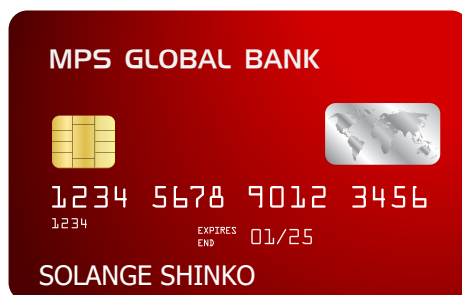 MPS GLOBAL BANK
1234 5678 9012 3456
1234
EXPIRES END 01/25
SOLANGE SHINKO